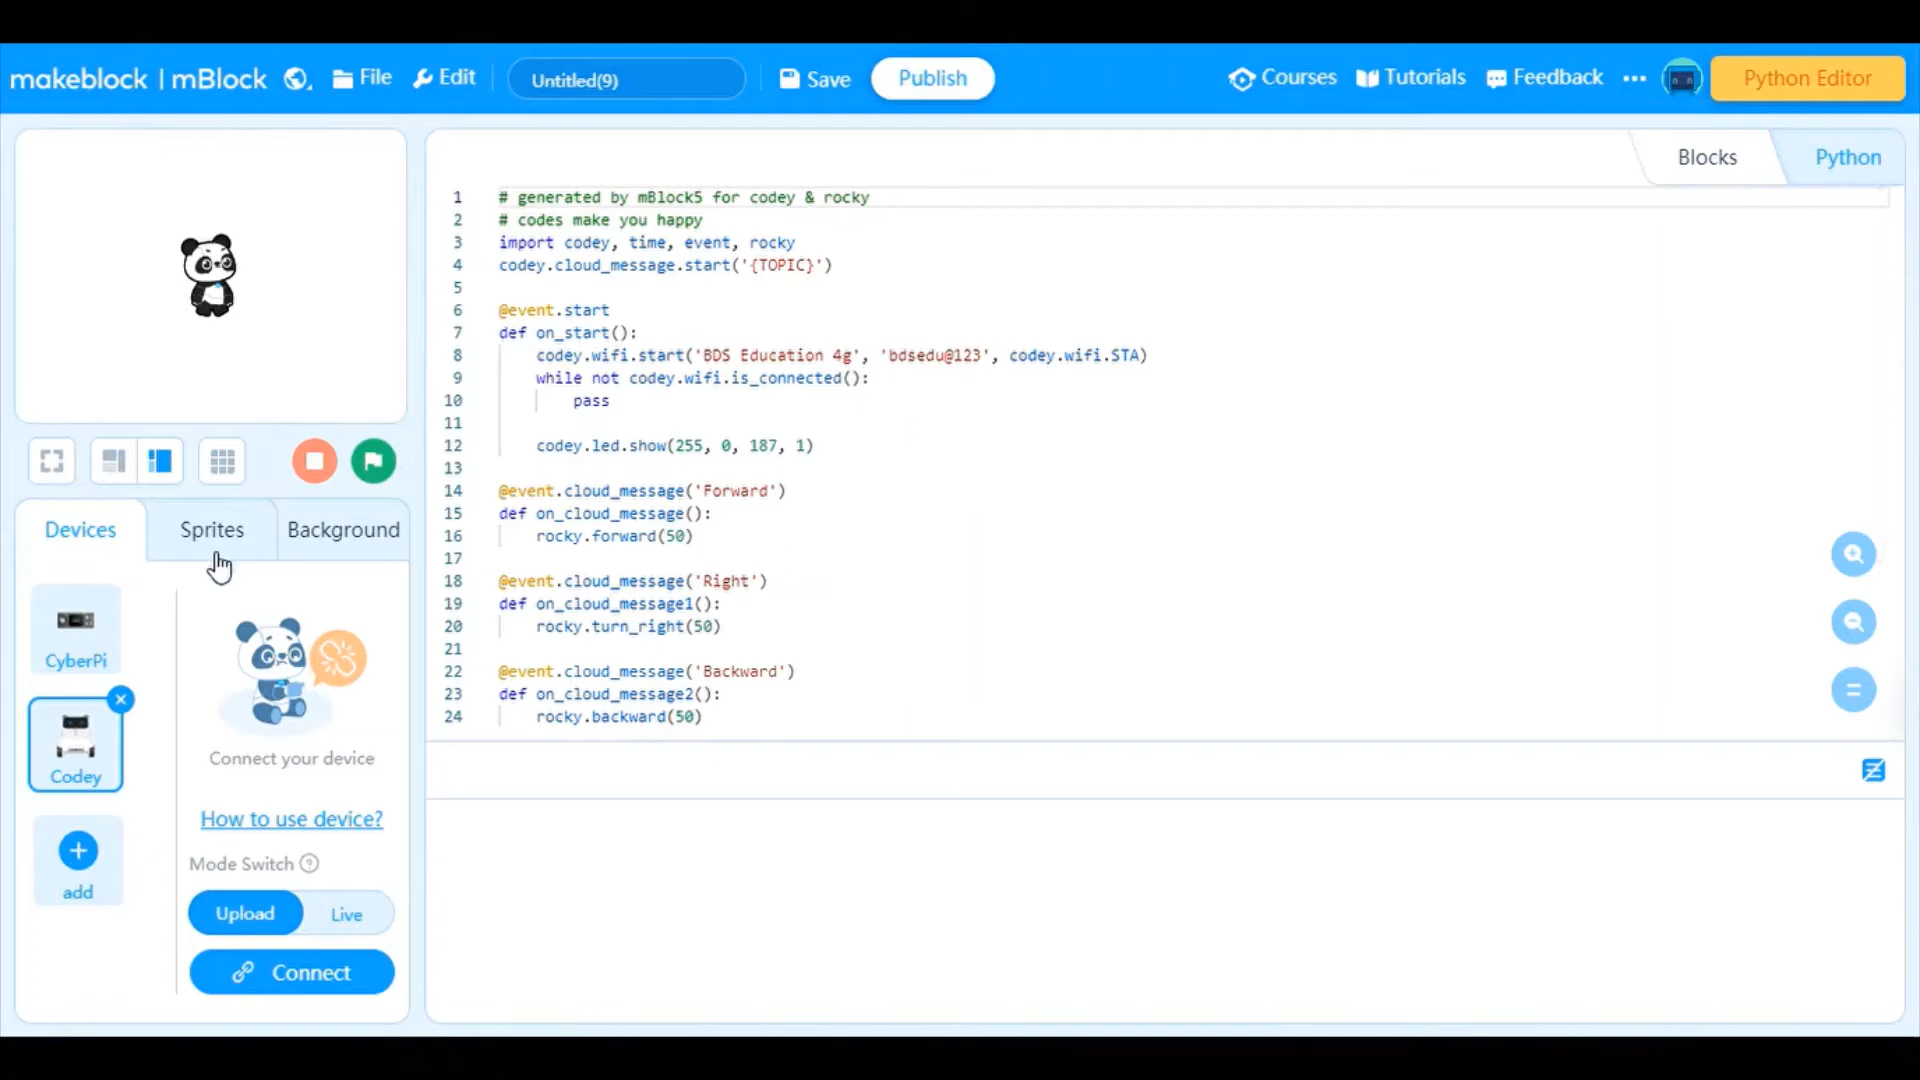 makeblock | mBlock File Edit Untitled(9) Save Publish Courses Tutorials Feedback Python Editor
Blocks Python
1 # generated by mBlock5 for codey & rocky
2 # codes make you happy
3 import codey, time, event, rocky
4 codey.cloud_message.start('{TOPIC}')
5
6 @event.start
7 def on_start():
8 codey.wifi.start('BDS Education 4g', 'bdsedu@123', codey.wifi.STA)
9 while not codey.wifi.is_connected():
10 pass
11
12 codey.led.show(255, 0, 187, 1)
13
14 @event.cloud_message('Forward')
15 def on_cloud_message():
16 rocky.forward(50)
17
18 @event.cloud_message('Right')
19 def on_cloud_message1():
20 rocky.turn_right(50)
21
22 @event.cloud_message('Backward')
23 def on_cloud_message2():
24 rocky.backward(50)
Devices Sprites Background
CyberPi
Codey
add
Connect your device
How to use device?
Mode Switch ?
Upload Live
Connect